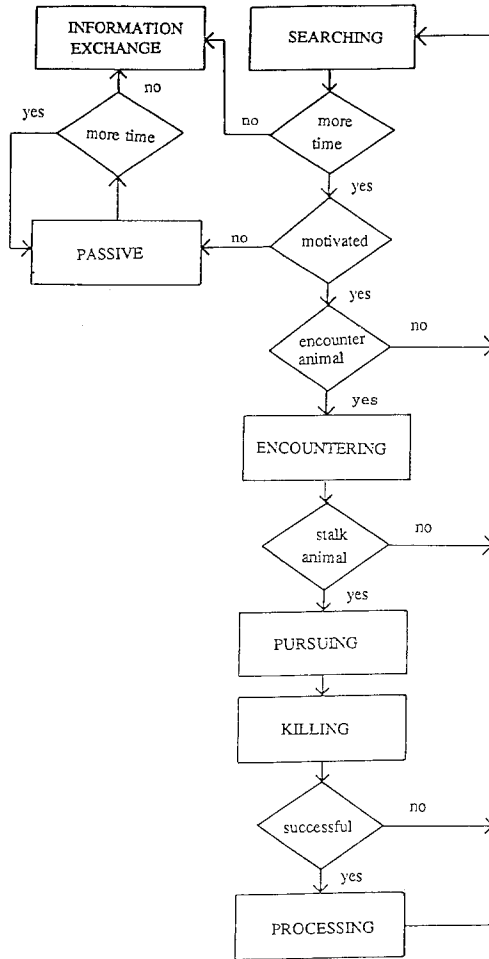 INFORMATION
EXCHANGE
SEARCHING
no
yes
more time
no
more
time
yes
PASSIVE
no
motivated
yes
encounter
animal
no
yes
ENCOUNTERING
stalk
animal
no
yes
PURSUING
KILLING
successful
no
yes
PROCESSING